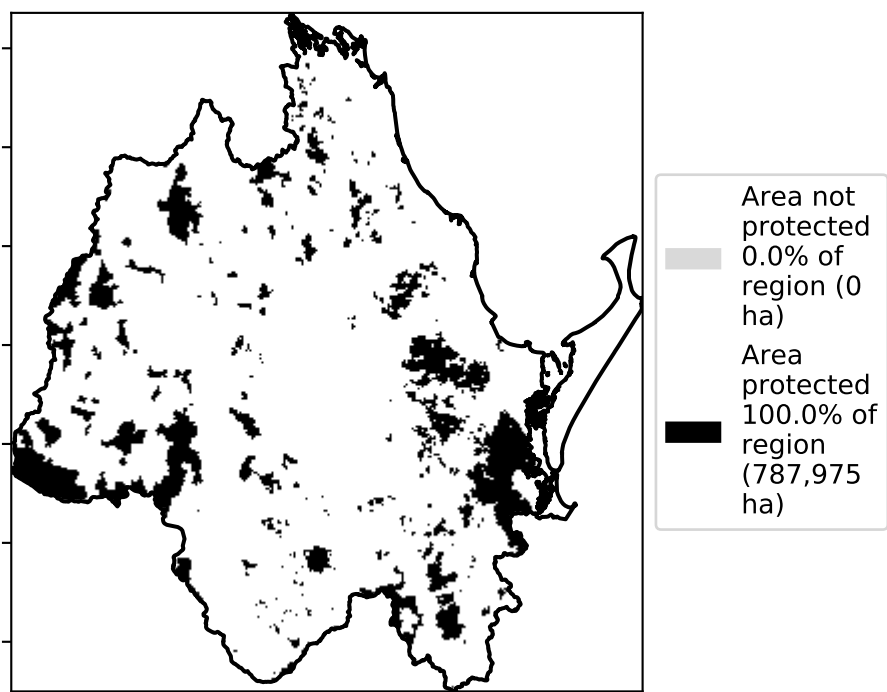 Area not
protected
0.0% of
region (0
ha)
Area
protected
100.0% of
region
(787,975
ha)